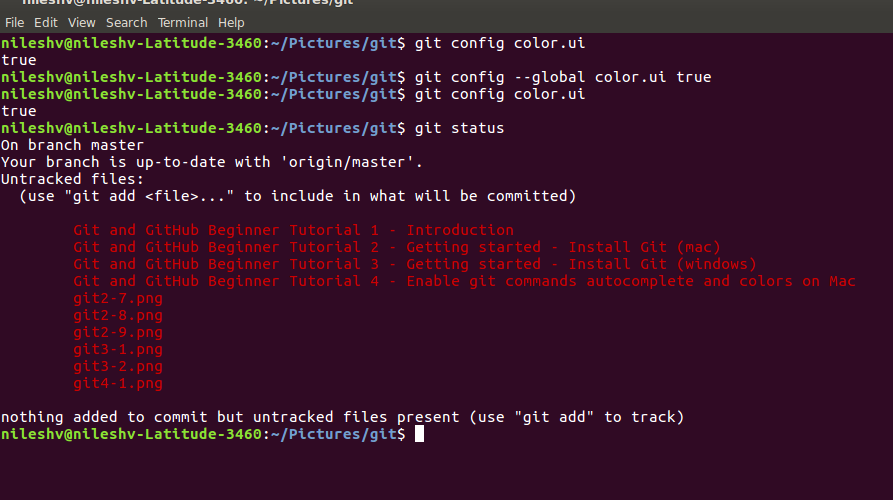 nileshv@nileshv-Latitude-3460: ~/Pictures/git
File Edit View Search Terminal Help
nileshv@nileshv-Latitude-3460:~/Pictures/git$ git config color.ui
true
nileshv@nileshv-Latitude-3460:~/Pictures/git$ git config --global color.ui true
nileshv@nileshv-Latitude-3460:~/Pictures/git$ git config color.ui
true
nileshv@nileshv-Latitude-3460:~/Pictures/git$ git status
On branch master
Your branch is up-to-date with 'origin/master'.
Untracked files:
  (use "git add <file>..." to include in what will be committed)

        Git and GitHub Beginner Tutorial 1 - Introduction
        Git and GitHub Beginner Tutorial 2 - Getting started - Install Git (mac)
        Git and GitHub Beginner Tutorial 3 - Getting started - Install Git (windows)
        Git and GitHub Beginner Tutorial 4 - Enable git commands autocomplete and colors on Mac
        git2-7.png
        git2-8.png
        git2-9.png
        git3-1.png
        git3-2.png
        git4-1.png

nothing added to commit but untracked files present (use "git add" to track)
nileshv@nileshv-Latitude-3460:~/Pictures/git$